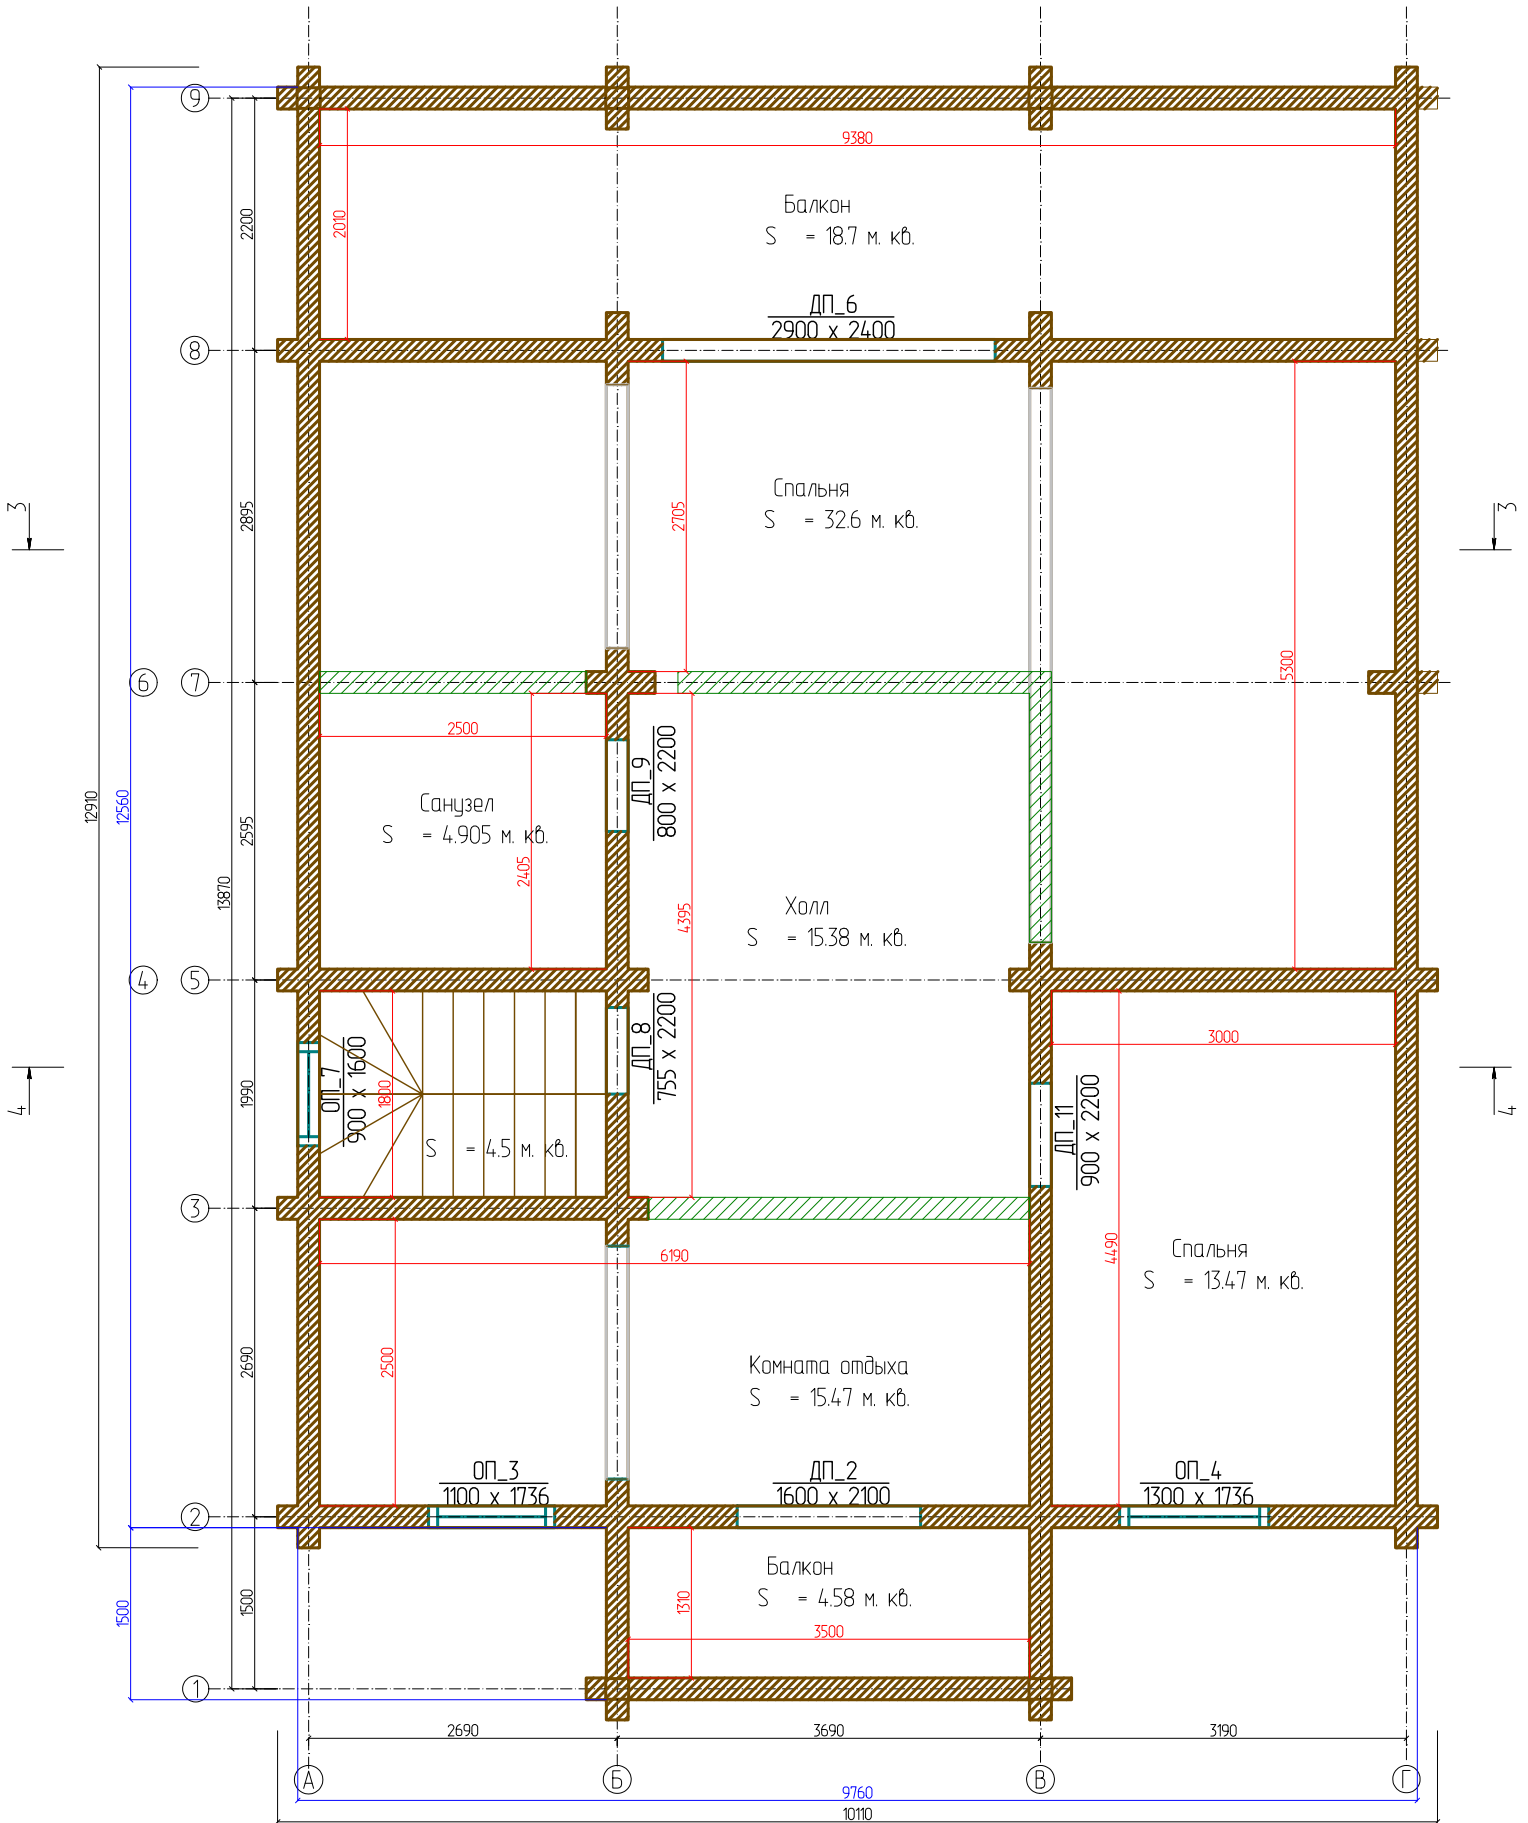 9
9380
Балкон
S = 18.7 м. кв.
2010
2200
ДП_6
2900 x 2400
8
3
3
2895
2705
Спальня
S = 32.6 м. кв.
6
7
5300
2500
ДП_9
800 x 2200
12910
12560
2595
13870
Санузел
S = 4.905 м. кв.
2405
4395
Холл
S = 15.38 м. кв.
4
5
ДП_8
755 x 2200
3000
ОП_7
900 x 1600
1800
1990
4
4
ДП_11
900 x 2200
S = 4.5 м. кв.
3
6190
4490
Спальня
S = 13.47 м. кв.
2500
2690
Комната отдыха
S = 15.47 м. кв.
ОП_3
1100 x 1736
ДП_2
1600 x 2100
ОП_4
1300 x 1736
2
Балкон
S = 4.58 м. кв.
1500
1500
1310
3500
1
2690
3690
3190
А
Б
В
Г
9760
10110